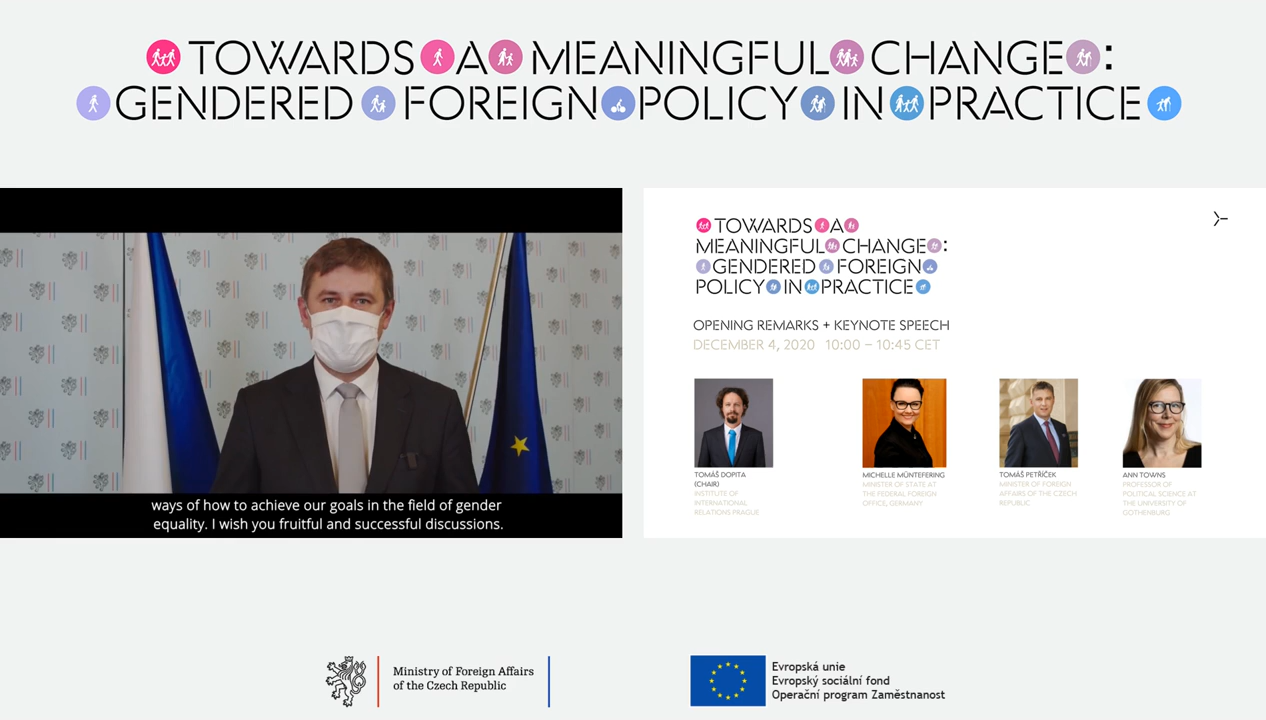 TOWARDS A MEANINGFUL CHANGE:
GENDERED FOREIGN POLICY IN PRACTICE
ways of how to achieve our goals in the field of gender
equality. I wish you fruitful and successful discussions.
TOWARDS A
MEANINGFUL CHANGE:
GENDERED FOREIGN
POLICY IN PRACTICE
OPENING REMARKS + KEYNOTE SPEECH
DECEMBER 4, 2020 10:00 – 10:45 CET
TOMÁŠ DOPITA
(CHAIR)
INSTITUTE OF
INTERNATIONAL
RELATIONS PRAGUE
MICHELLE MÜNTEFERING
MINISTER OF STATE AT
THE FEDERAL FOREIGN
OFFICE, GERMANY
TOMÁŠ PETŘÍČEK
MINISTER OF FOREIGN
AFFAIRS OF THE CZECH
REPUBLIC
ANN TOWNS
PROFESSOR OF
POLITICAL SCIENCE AT
THE UNIVERSITY OF
GOTHENBURG
Ministry of Foreign Affairs
of the Czech Republic
Evropská unie
Evropský sociální fond
Operační program Zaměstnanost